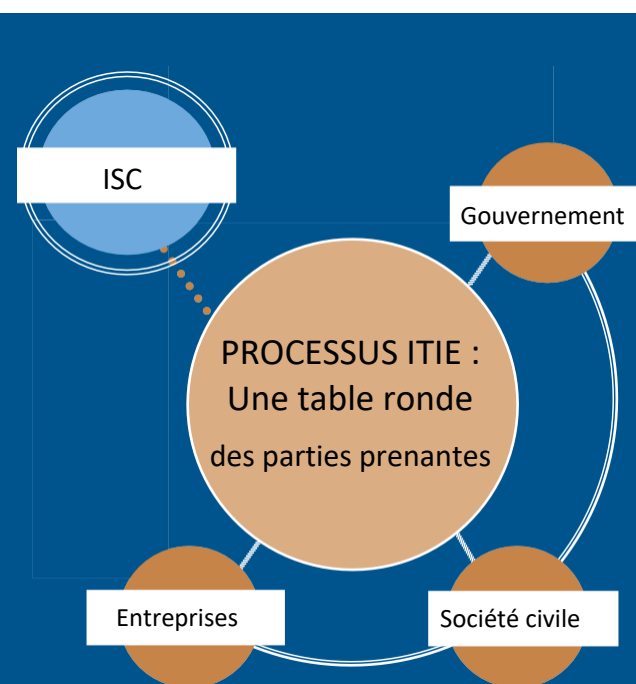 ISC
Gouvernement
PROCESSUS ITIE :
Une table ronde
des parties prenantes
Entreprises
Société civile